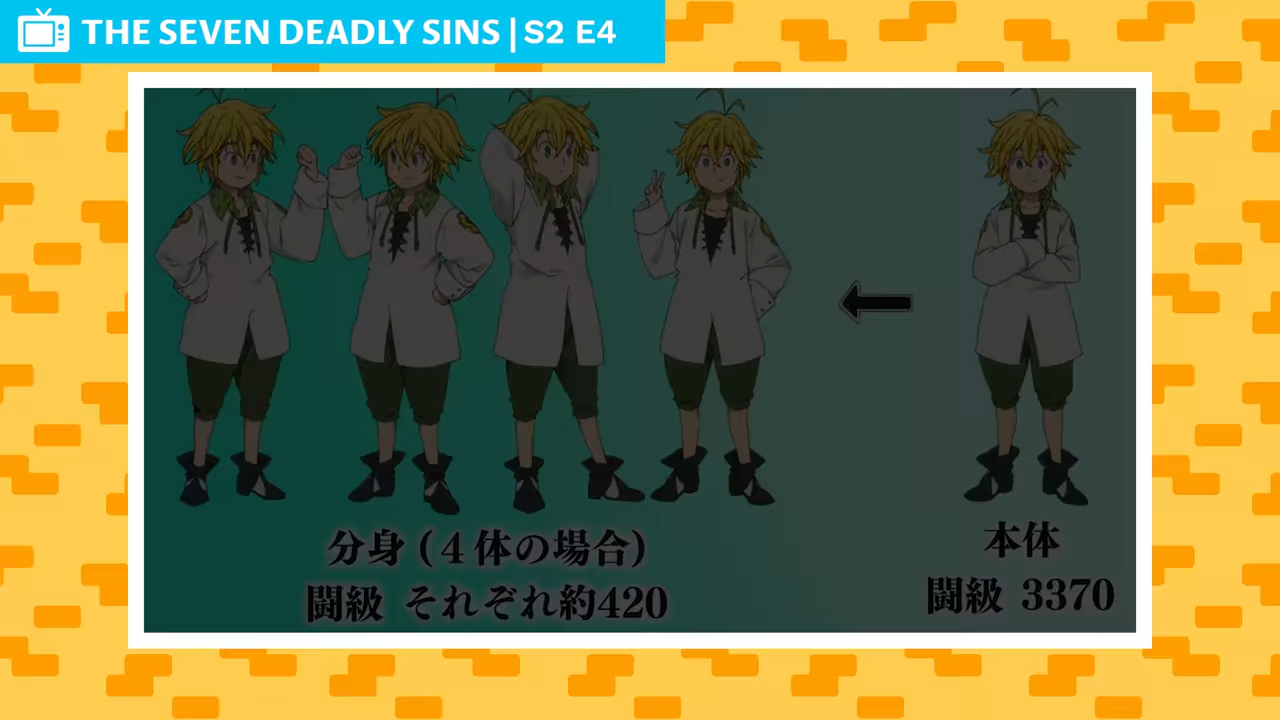 THE SEVEN DEADLY SINS | S2 E4
分身 (４体の場合)
闘級 それぞれ約420
本体
闘級 3370